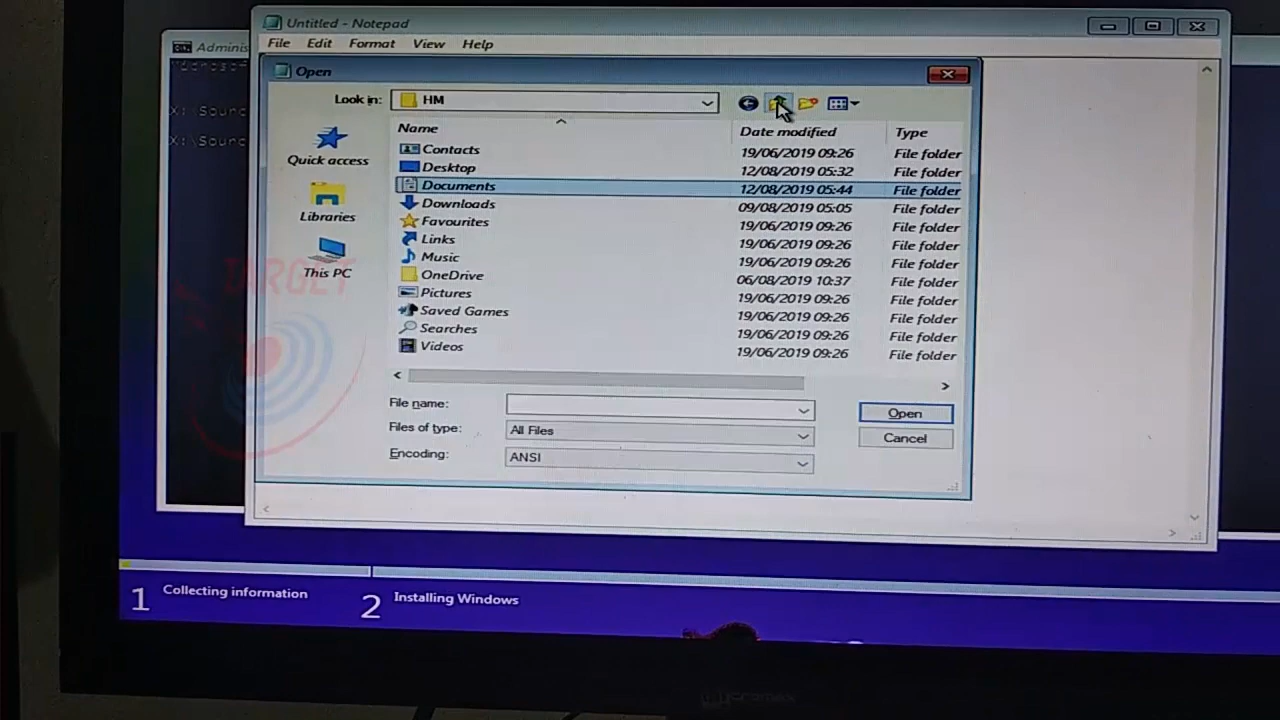 Untitled - Notepad
Adminis
File Edit Format View Help
Open
Look in: HM
X:\Sourc
X:\Sourc
Name Date modified Type
Quick access
Libraries
This PC
Contacts 19/06/2019 09:26 File folder
Desktop 12/08/2019 05:32 File folder
Documents 12/08/2019 05:44 File folder
Downloads 09/08/2019 05:05 File folder
Favourites 19/06/2019 09:26 File folder
Links 19/06/2019 09:26 File folder
Music 19/06/2019 09:26 File folder
OneDrive 06/08/2019 10:37 File folder
Pictures 19/06/2019 09:26 File folder
Saved Games 19/06/2019 09:26 File folder
Searches 19/06/2019 09:26 File folder
Videos 19/06/2019 09:26 File folder
TARGET
File name:
Open
Files of type: All Files
Cancel
Encoding: ANSI
1 Collecting information
2 Installing Windows